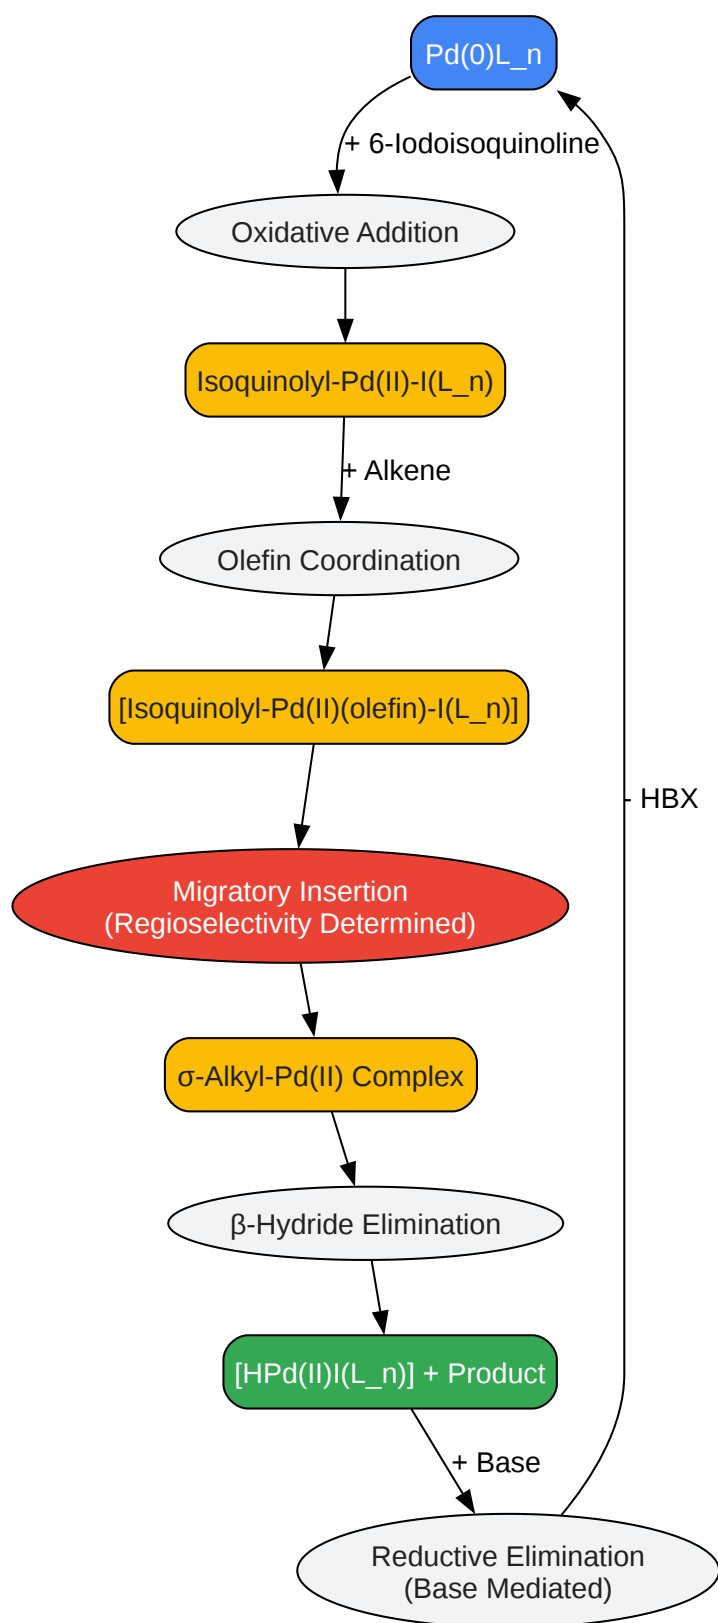 Pd(0)L_n
+ 6-Iodoisoquinoline
Oxidative Addition
Isoquinolyl-Pd(II)-I(L_n)
+ Alkene
Olefin Coordination
[Isoquinolyl-Pd(II)(olefin)-I(L_n)]
- HBX
Migratory Insertion
(Regioselectivity Determined)
σ-Alkyl-Pd(II) Complex
β-Hydride Elimination
[HPd(II)I(L_n)] + Product
+ Base
Reductive Elimination
(Base Mediated)